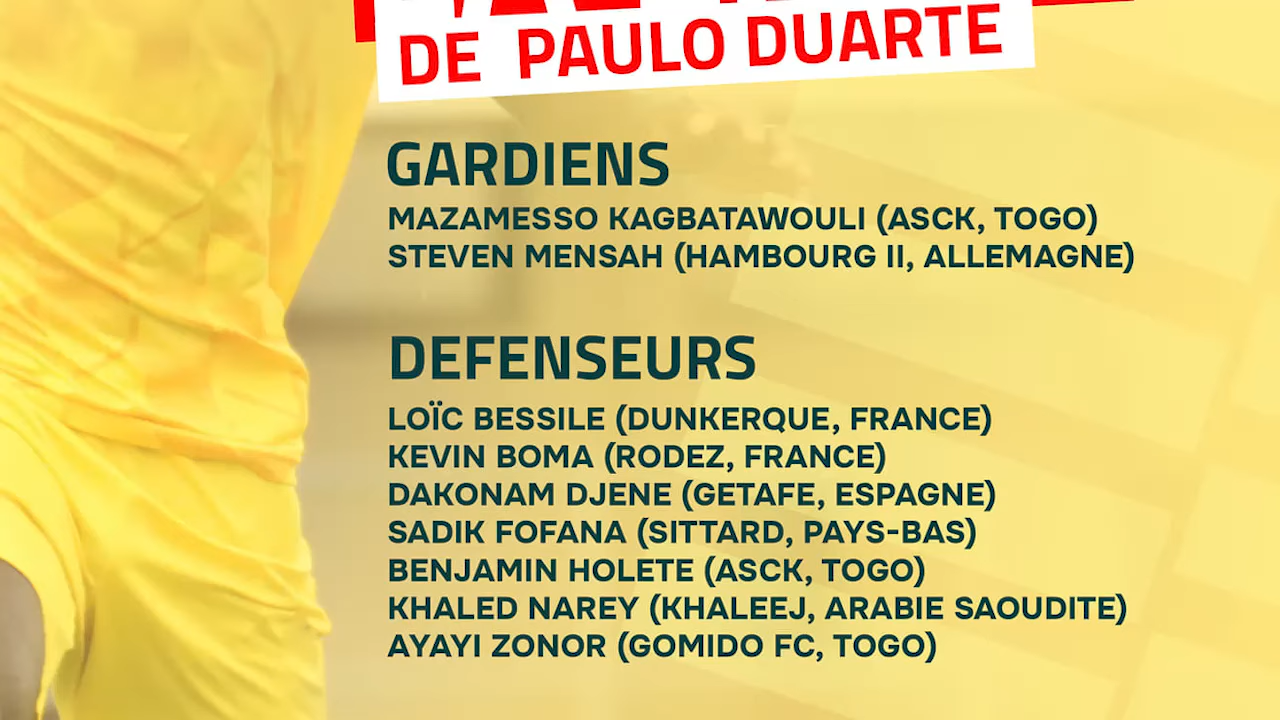 DE PAULO DUARTE
GARDIENS
MAZAMESSO KAGBATAWOULI (ASCK, TOGO)
STEVEN MENSAH (HAMBOURG II, ALLEMAGNE)
DEFENSEURS
LOÏC BESSILE (DUNKERQUE, FRANCE)
KEVIN BOMA (RODEZ, FRANCE)
DAKONAM DJENE (GETAFE, ESPAGNE)
SADIK FOFANA (SITTARD, PAYS-BAS)
BENJAMIN HOLETE (ASCK, TOGO)
KHALED NAREY (KHALEEJ, ARABIE SAOUDITE)
AYAYI ZONOR (GOMIDO FC, TOGO)